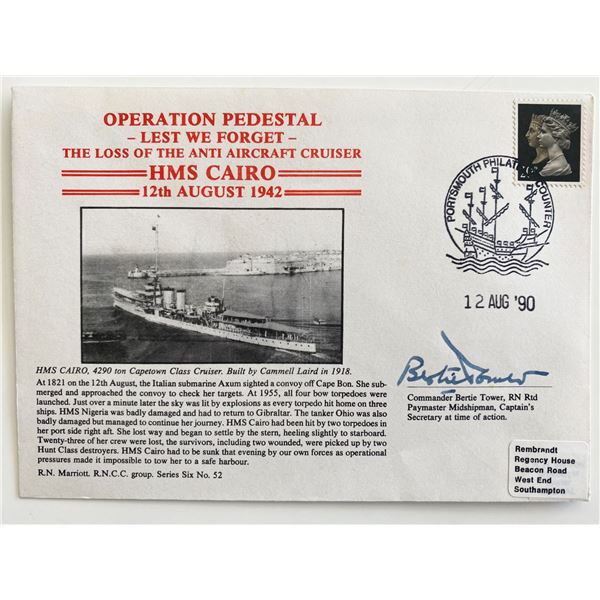 OPERATION PEDESTAL
– LEST WE FORGET –
THE LOSS OF THE ANTI AIRCRAFT CRUISER
HMS CAIRO
12th AUGUST 1942
PORTSMOUTH PHILATELIC COUNTER
12 AUG '90
HMS CAIRO, 4290 ton Capetown Class Cruiser. Built by Cammell Laird in 1918.
At 1821 on the 12th August, the Italian submarine Axum sighted a convoy off Cape Bon. She sub-
merged and approached the convoy to check her targets. At 1955, all four bow torpedoes were
launched. Just over a minute later the sky was lit by explosions as every torpedo hit home on three
ships. HMS Nigeria was badly damaged and had to return to Gibraltar. The tanker Ohio was also
badly damaged but managed to continue her journey. HMS Cairo had been hit by two torpedoes in
her port side right aft. She lost way and began to settle by the stern, heeling slightly to starboard.
Twenty-three of her crew were lost, the survivors, including two wounded, were picked up by two
Hunt Class destroyers. HMS Cairo had to be sunk that evening by our own forces as operational
pressures made it impossible to tow her to a safe harbour.
R.N. Marriott. R.N.C.C. group. Series Six No. 52
Bertie Tower
Commander Bertie Tower, RN Rtd
Paymaster Midshipman, Captain's
Secretary at time of action.
Rembrandt
Regency House
Beacon Road
West End
Southampton